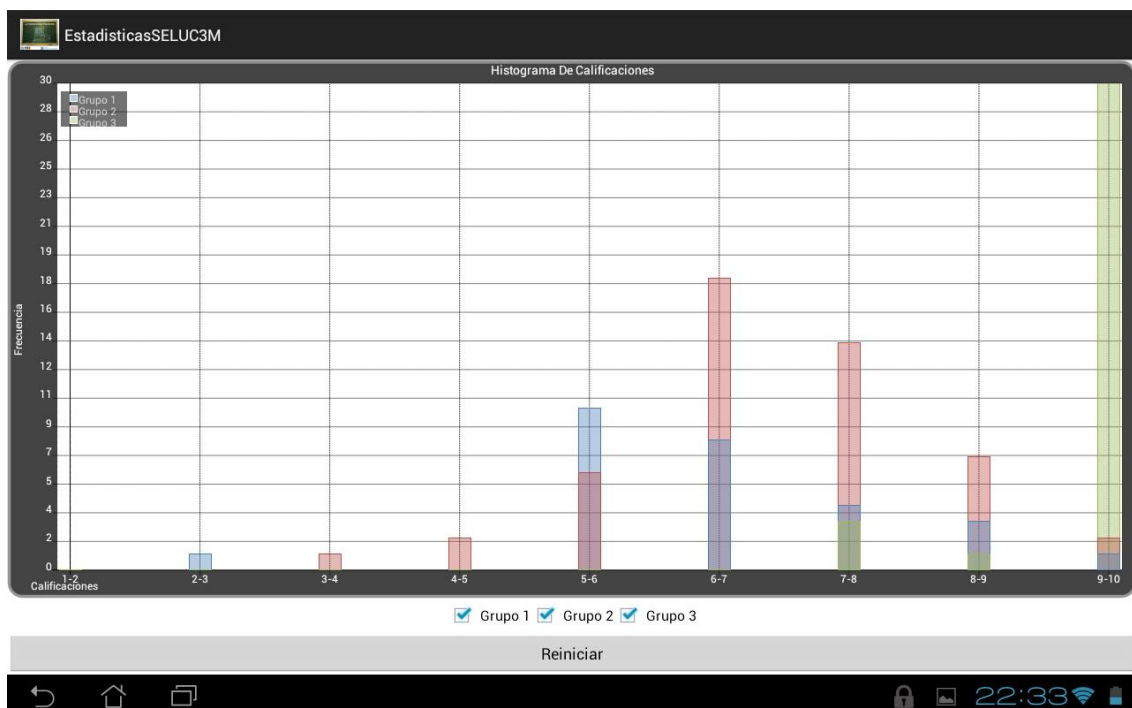 EstadisticasSELUC3M
Histograma De Calificaciones
30
Grupo 1
28
Grupo 2
Grupo 3
26
25
23
21
19
18
16
Frecuencia
14
12
11
9
7
5
4
2
0
1-2 2-3 3-4 4-5 5-6 6-7 7-8 8-9 9-10
Calificaciones
Grupo 1 Grupo 2 Grupo 3
Reiniciar
22:33